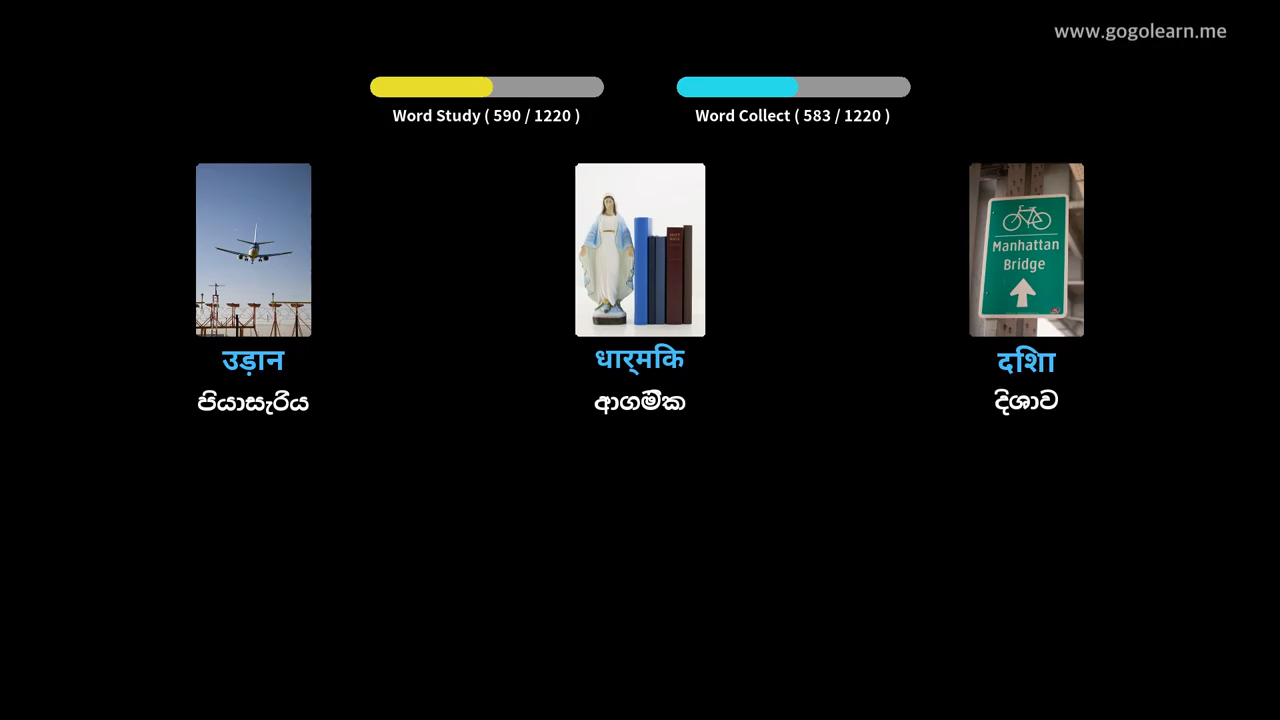 www.gogolearn.me
Word Study ( 590 / 1220 )
Word Collect ( 583 / 1220 )
Manhattan
Bridge
उड़ान
धार्मिक
दिशा
පියාසැරිය
ආගමික
දිශාව